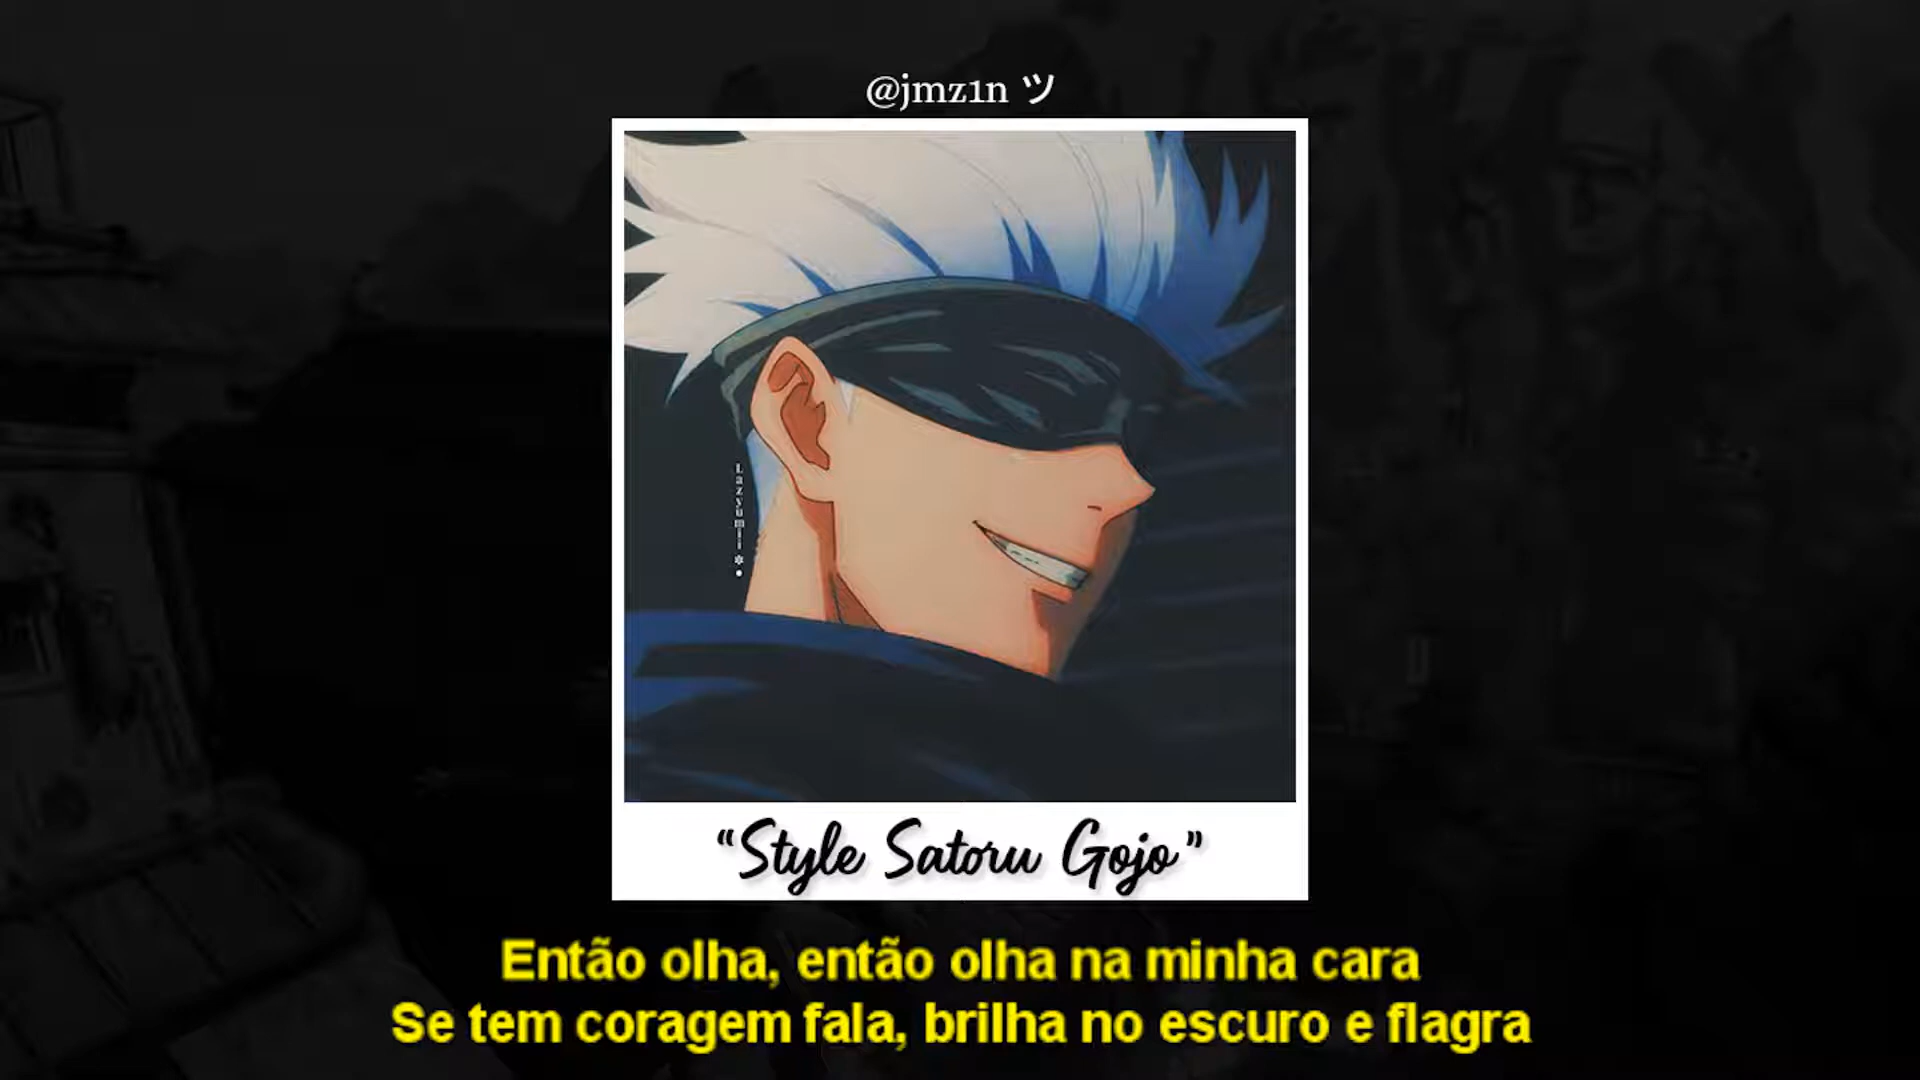 @jmz1n ツ
Lazyumii ✽ •
“Style Satoru Gojo”
Então olha, então olha na minha cara
Se tem coragem fala, brilha no escuro e flagra